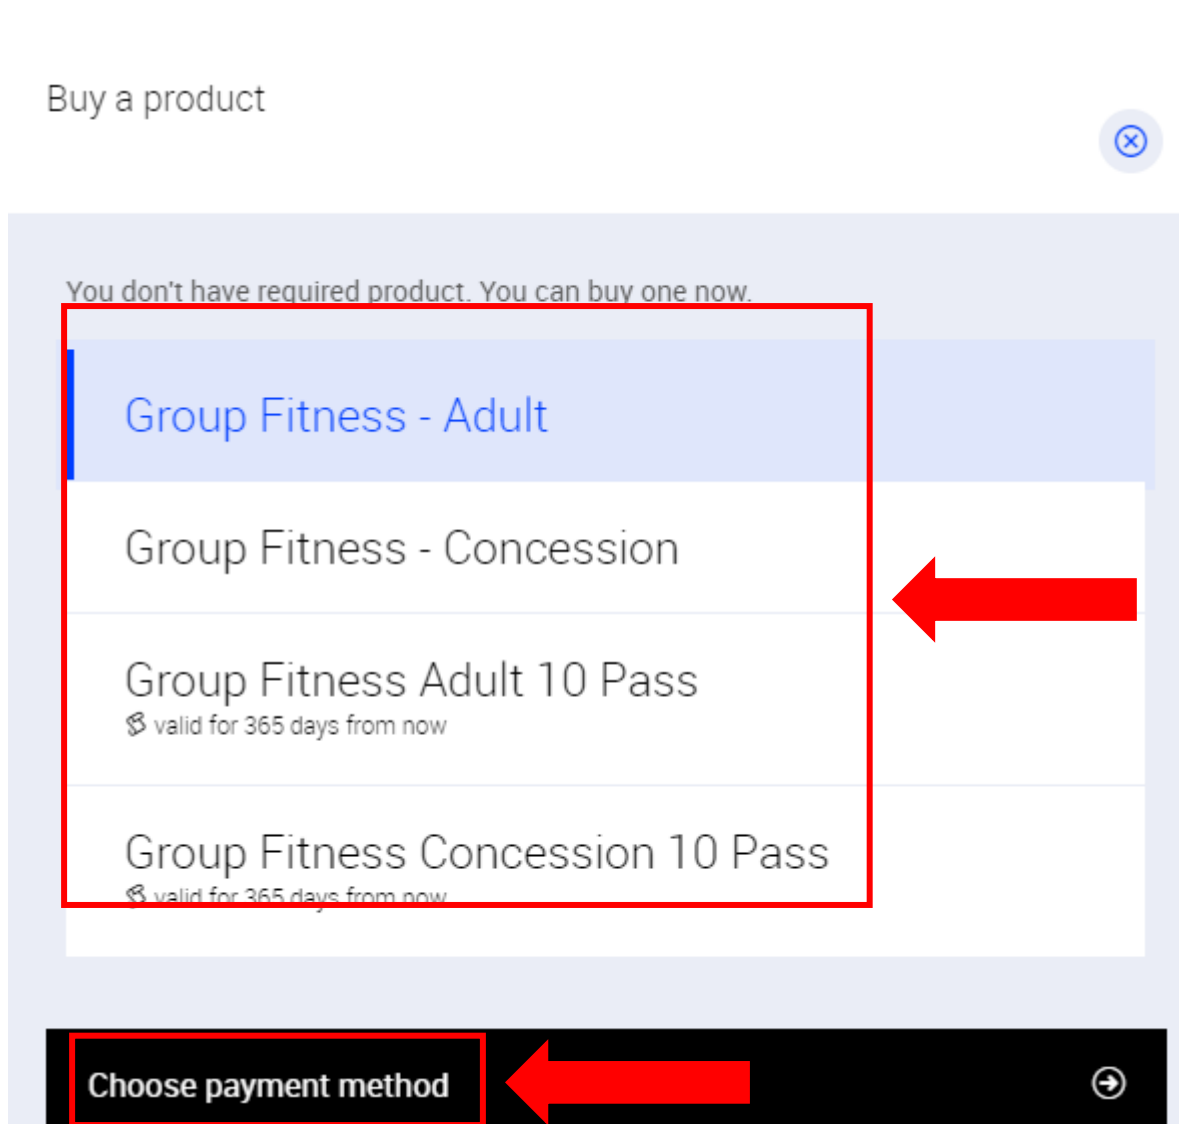 Buy a product
You don't have required product. You can buy one now.
Group Fitness - Adult
Group Fitness - Concession
Group Fitness Adult 10 Pass
valid for 365 days from now
Group Fitness Concession 10 Pass
valid for 365 days from now
Choose payment method